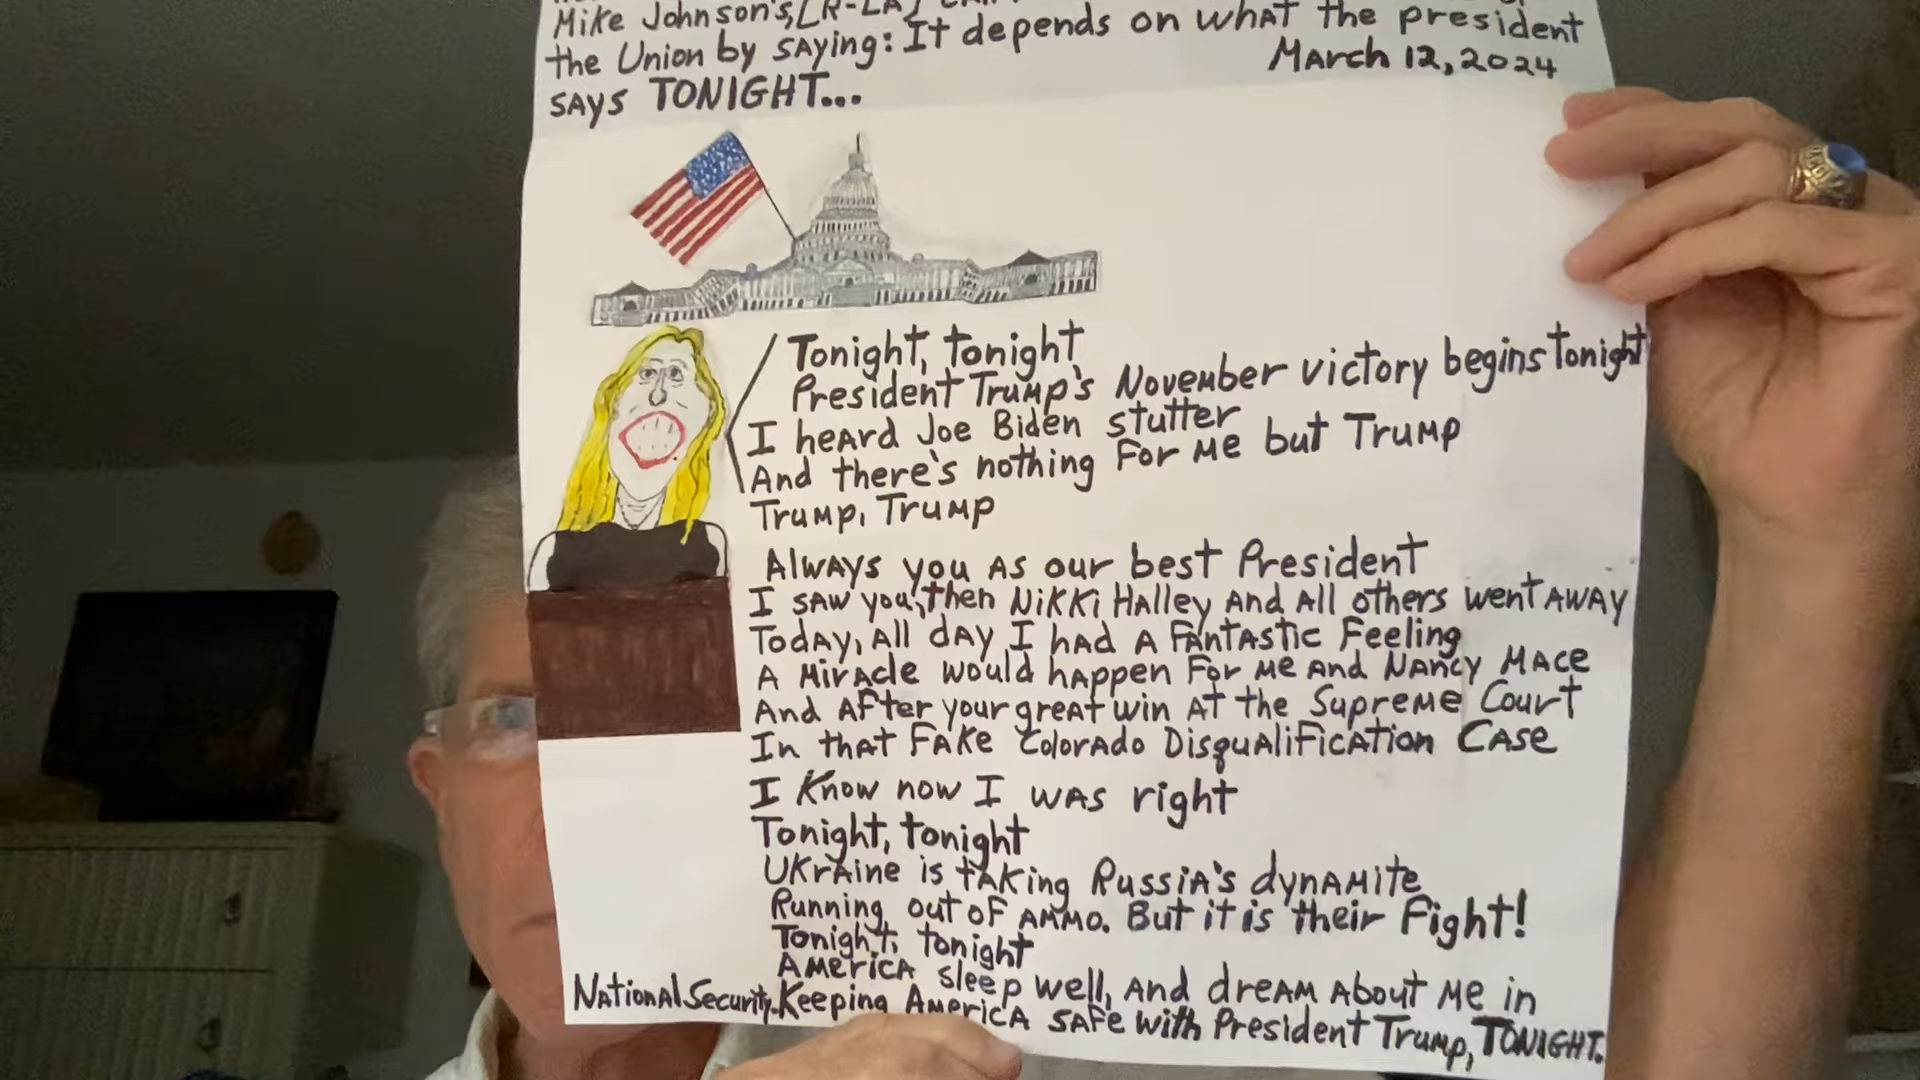 Mike Johnson's, [R-LA]
the Union by saying: It depends on what the president
says TONIGHT...
March 12, 2024
Tonight, tonight
President Trump's November victory begins tonight
I heard Joe Biden stutter
And there's nothing for me but Trump
Trump, Trump
Always you as our best President
I saw you, then Nikki Halley and all others went away
Today, all day I had a fantastic feeling
A miracle would happen for me and Nancy Mace
And after your great win at the Supreme Court
In that fake Colorado Disqualification case
I know now I was right
Tonight, tonight
Ukraine is taking Russia's dynamite
Running out of ammo. But it is their fight!
Tonight, tonight
America sleep well, and dream about me in
National Security. Keeping America safe with President Trump, TONIGHT.